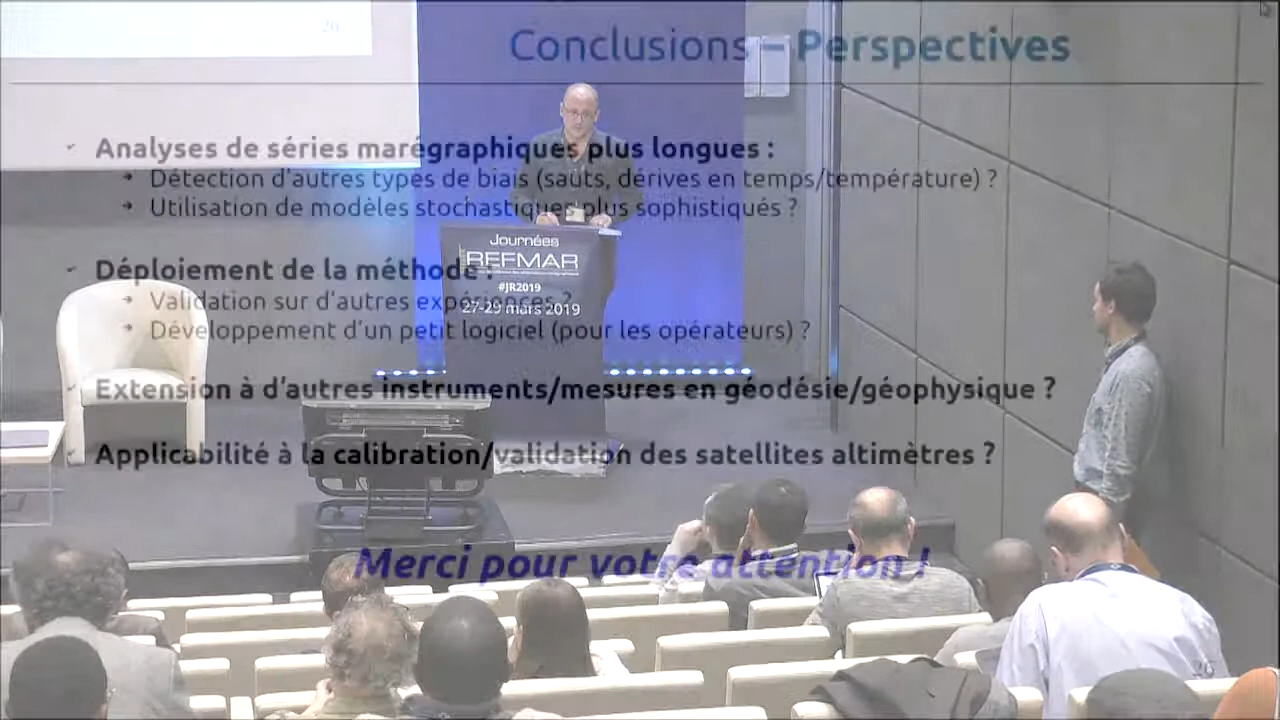 26
Conclusions – Perspectives
Analyses de séries marégraphiques plus longues :
Détection d'autres types de biais (sauts, dérives en temps/température) ?
Utilisation de modèles stochastiques plus sophistiqués ?
Journées
REFMAR
#JR2019
27-29 mars 2019
Déploiement de la méthode :
Validation sur d'autres expériences ?
Développement d'un petit logiciel (pour les opérateurs) ?
Extension à d'autres instruments/mesures en géodésie/géophysique ?
Applicabilité à la calibration/validation des satellites altimètres ?
Merci pour votre attention !
26